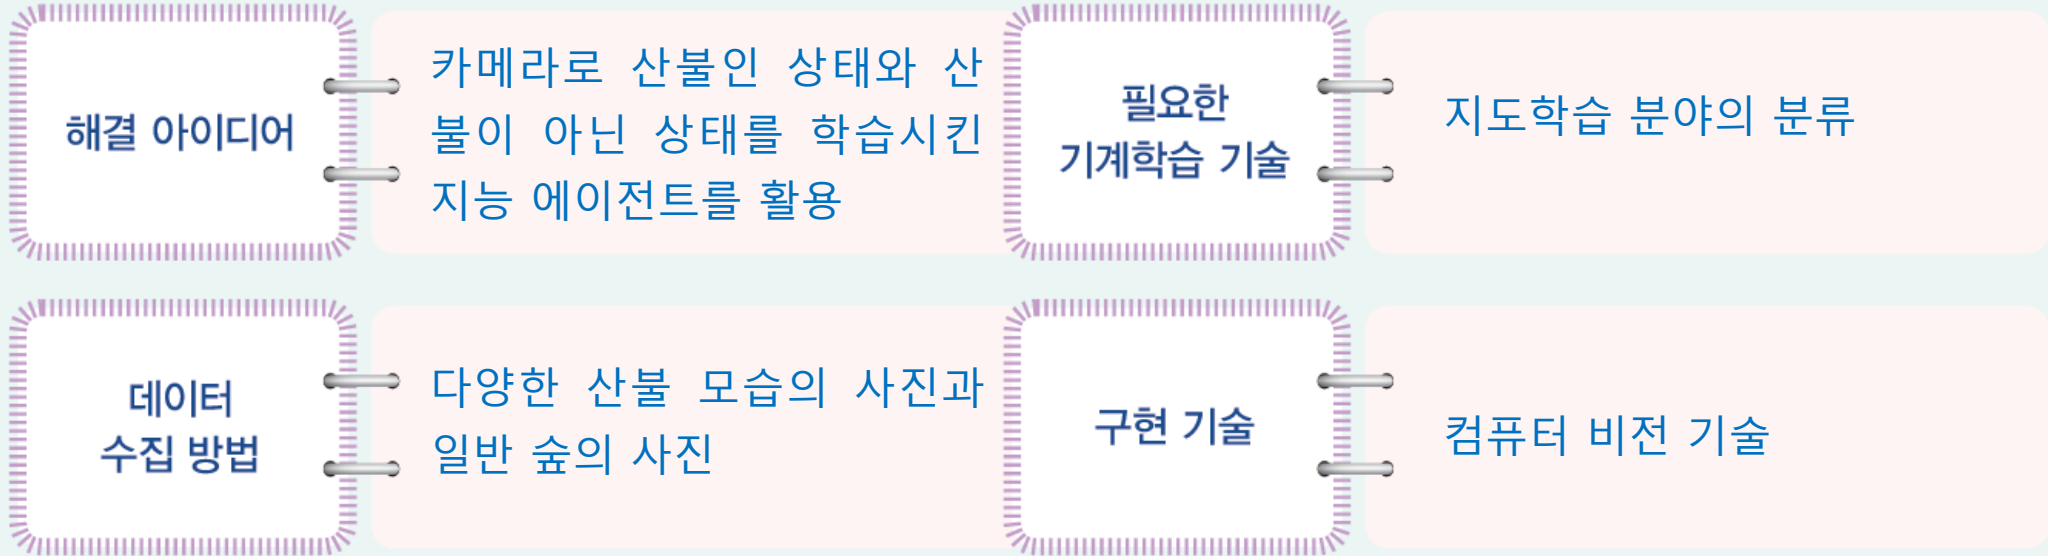 해결 아이디어
카메라로 산불인 상태와 산
불이 아닌 상태를 학습시킨
지능 에이전트를 활용
필요한
기계학습 기술
지도학습 분야의 분류
데이터
수집 방법
다양한 산불 모습의 사진과
일반 숲의 사진
구현 기술
컴퓨터 비전 기술